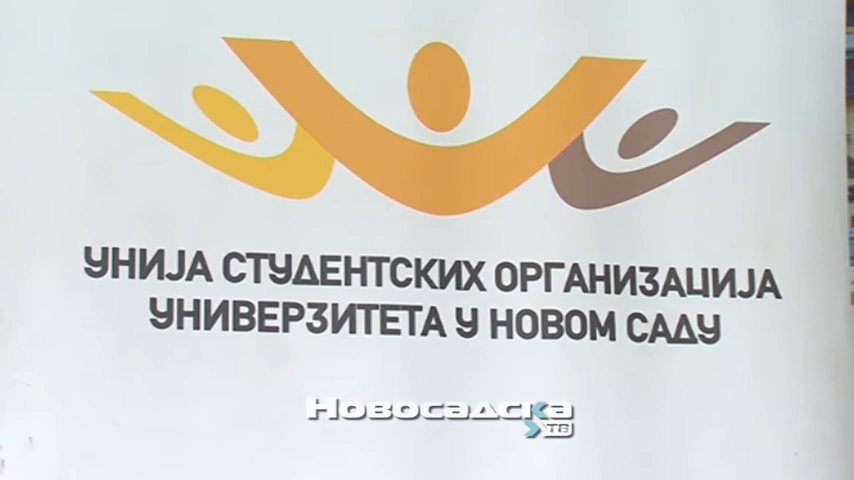 УНИЈА СТУДЕНТСКИХ ОРГАНИЗАЦИЈА
УНИВЕРЗИТЕТА У НОВОМ САДУ
Новосадска
ТВ